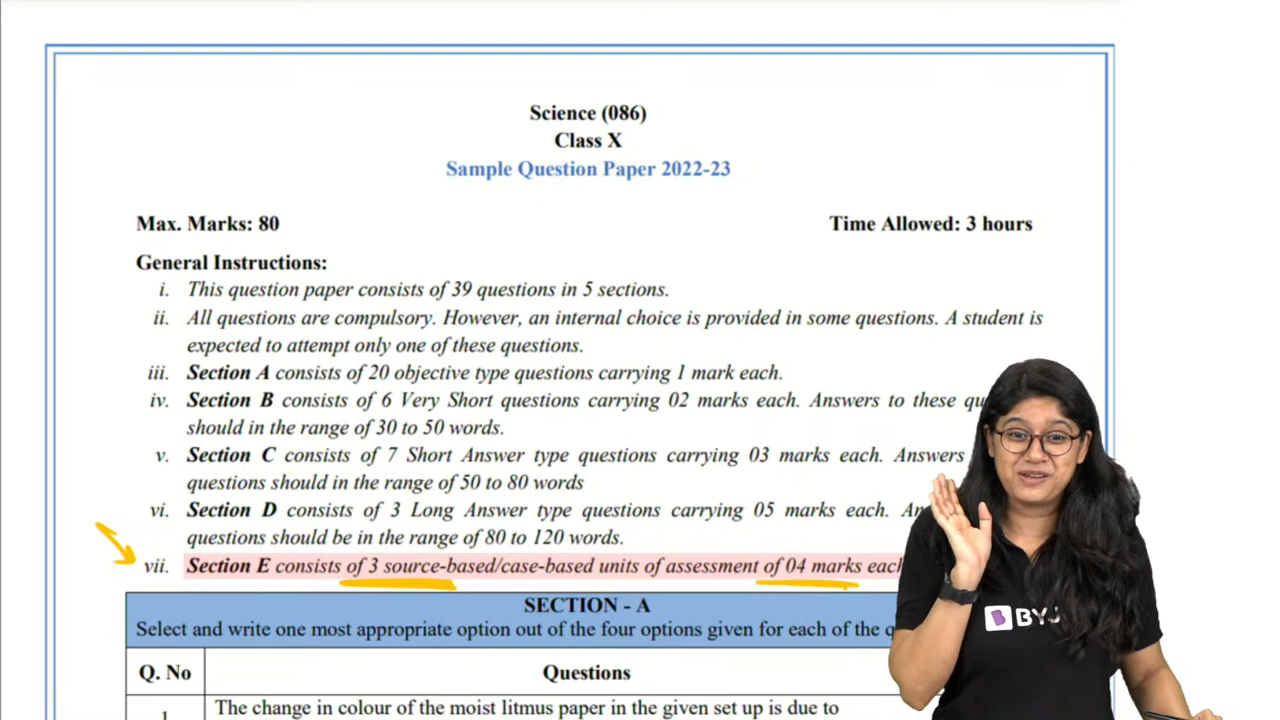 Science (086)
Class X
Sample Question Paper 2022-23
Max. Marks: 80
Time Allowed: 3 hours
General Instructions:
i. This question paper consists of 39 questions in 5 sections.
ii. All questions are compulsory. However, an internal choice is provided in some questions. A student is
expected to attempt only one of these questions.
iii. Section A consists of 20 objective type questions carrying 1 mark each.
iv. Section B consists of 6 Very Short questions carrying 02 marks each. Answers to these
should in the range of 30 to 50 words.
v. Section C consists of 7 Short Answer type questions carrying 03 marks each. Answers
questions should in the range of 50 to 80 words
vi. Section D consists of 3 Long Answer type questions carrying 05 marks each.
questions should be in the range of 80 to 120 words.
vii. Section E consists of 3 source-based/case-based units of assessment of 04 marks each
SECTION - A
Select and write one most appropriate option out of the four options given for each of the
Q. No
Questions
1
The change in colour of the moist litmus paper in the given set up is due to
BYJ